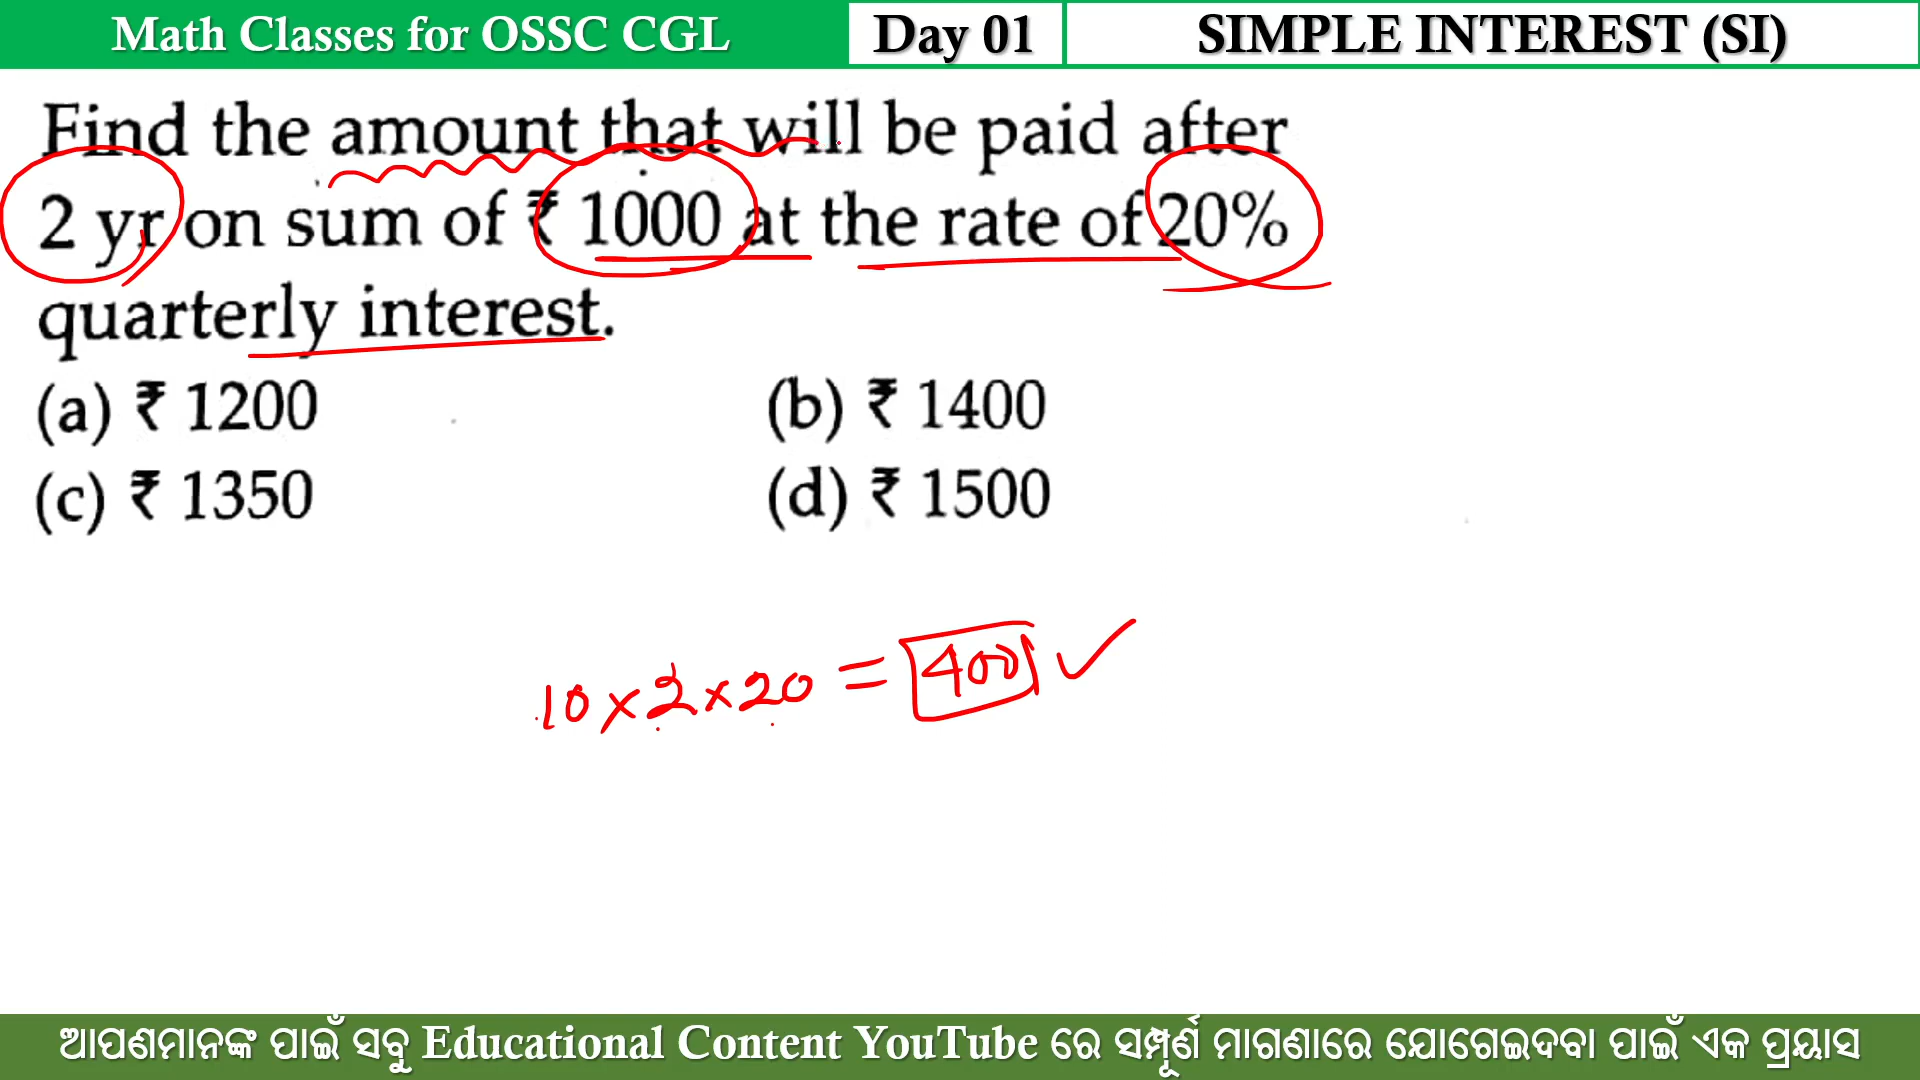 Math Classes for OSSC CGL
Day 01
SIMPLE INTEREST (SI)
Find the amount that will be paid after
2 yr on sum of ₹ 1000 at the rate of 20%
quarterly interest.
(a) ₹ 1200 (b) ₹ 1400
(c) ₹ 1350 (d) ₹ 1500
10 × 2 × 20 = 400 ✓
ଆପଣମାନଙ୍କ ପାଇଁ ସବୁ Educational Content YouTube ରେ ସମ୍ପୂର୍ଣ ମାଗଣାରେ ଯୋଗେଇଦବା ପାଇଁ ଏକ ପ୍ରୟାସ